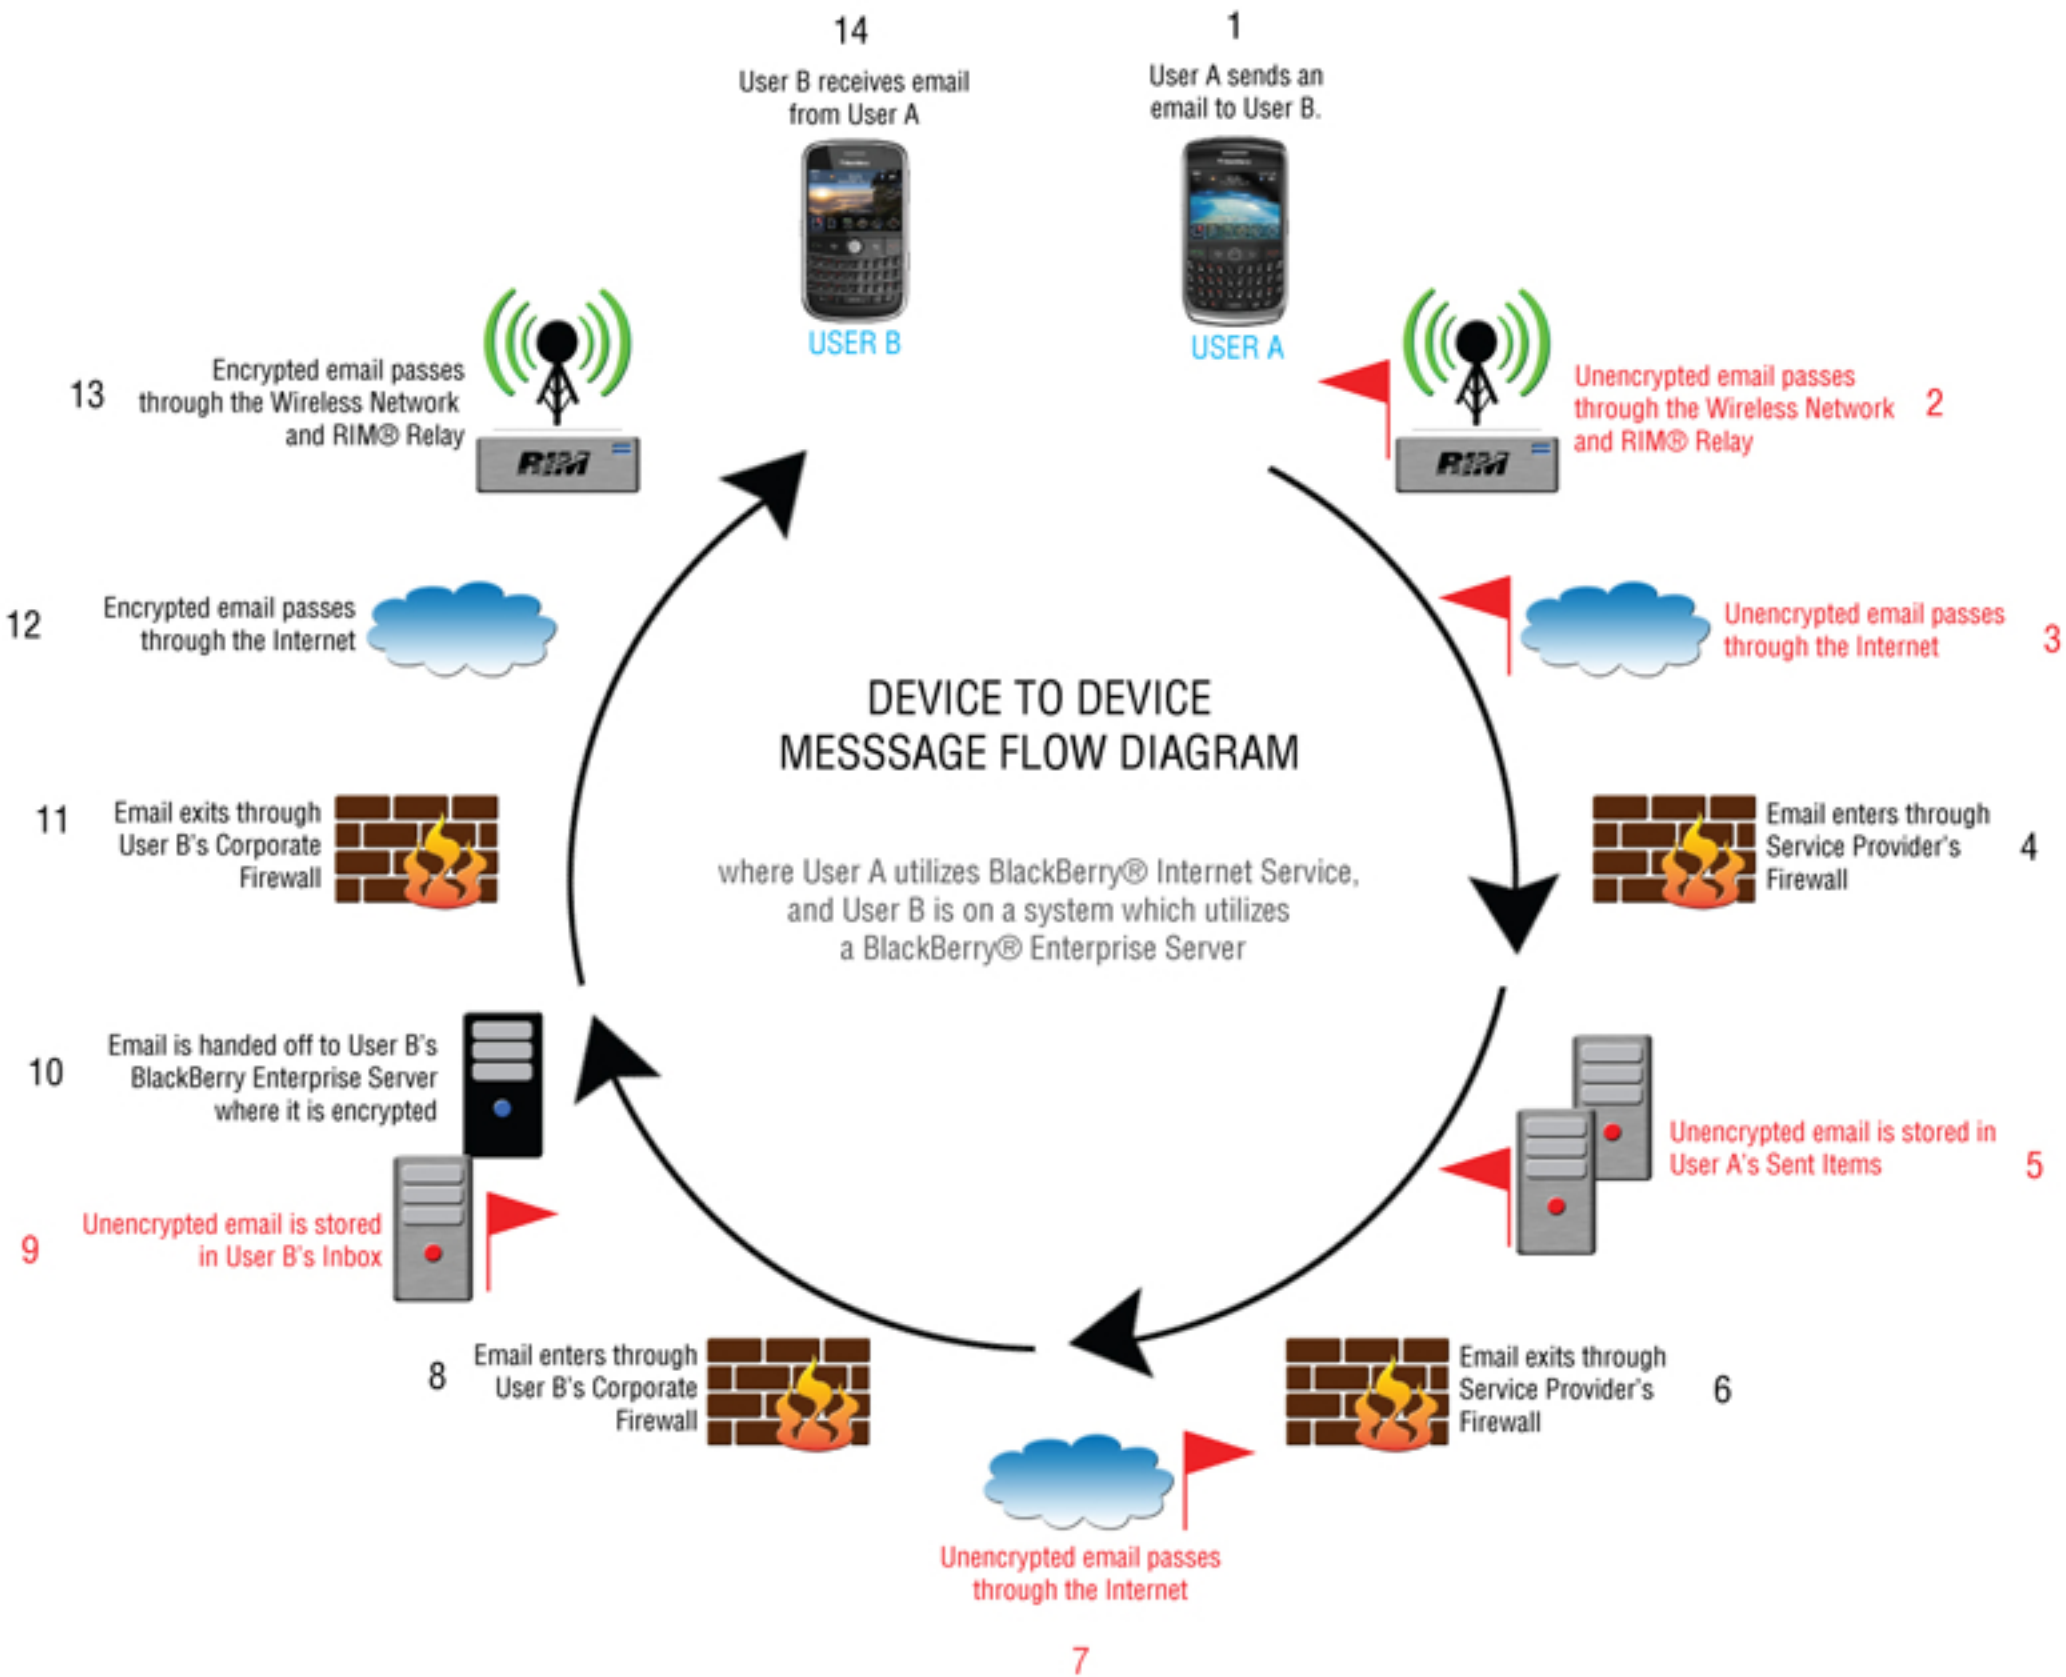 1
User A sends an
email to User B.
USER A
Unencrypted email passes
through the Wireless Network
and RIM® Relay
2
RIM
Unencrypted email passes
through the Internet
3
Email enters through
Service Provider's
Firewall
4
Unencrypted email is stored in
User A's Sent Items
5
Email exits through
Service Provider's
Firewall
6
Unencrypted email passes
through the Internet
7
8
Email enters through
User B's Corporate
Firewall
9
Unencrypted email is stored
in User B's Inbox
10
Email is handed off to User B's
BlackBerry Enterprise Server
where it is encrypted
11
Email exits through
User B's Corporate
Firewall
12
Encrypted email passes
through the Internet
13
Encrypted email passes
through the Wireless Network
and RIM® Relay
RIM
14
User B receives email
from User A
USER B
DEVICE TO DEVICE
MESSSAGE FLOW DIAGRAM
where User A utilizes BlackBerry® Internet Service,
and User B is on a system which utilizes
a BlackBerry® Enterprise Server